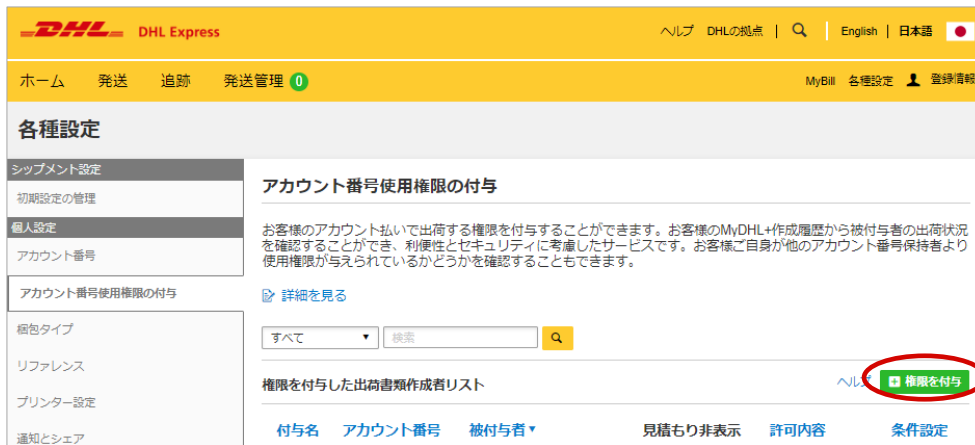 DHL DHL Express ヘルプ DHLの拠点 | English | 日本語
ホーム 発送 追跡 発送管理 0 MyBill 各種設定 登録情報
各種設定
シップメント設定
初期設定の管理
個人設定
アカウント番号
アカウント番号使用権限の付与
梱包タイプ
リファレンス
プリンター設定
通知とシェア
アカウント番号使用権限の付与
お客様のアカウント払いで出荷する権限を付与することができます。お客様のMyDHL+作成履歴から被付与者の出荷状況
を確認することができ、利便性とセキュリティに考慮したサービスです。お客様ご自身が他のアカウント番号保持者より
使用権限が与えられているかどうかを確認することもできます。
詳細を見る
すべて 検索
権限を付与した出荷書類作成者リスト ヘルプ 権限を付与
付与名 アカウント番号 被付与者 見積もり非表示 許可内容 条件設定